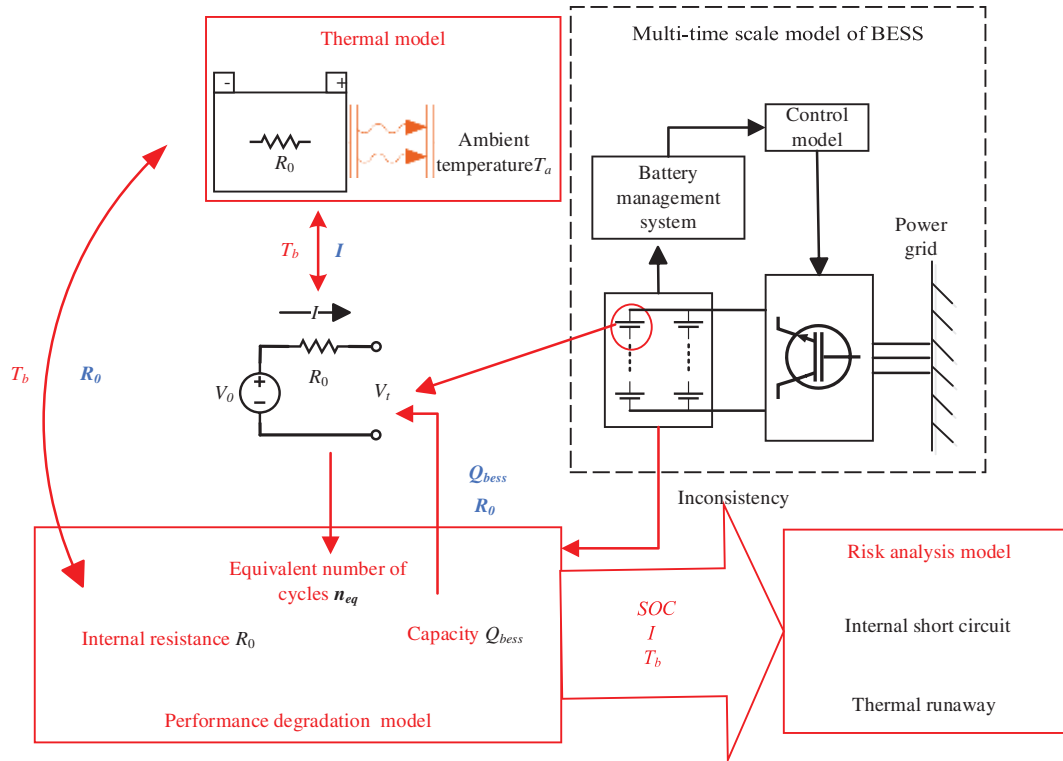 Thermal model
- +
R0
Ambient
temperatureTa
Multi-time scale model of BESS
Control
model
Battery
management
system
Power
grid
Tb I
I
R0
V0
+
−
Vt
Tb R0
Qbess
R0
Inconsistency
Equivalent number of
cycles neq
Internal resistance R0
Capacity Qbess
Performance degradation model
SOC
I
Tb
Risk analysis model
Internal short circuit
Thermal runaway